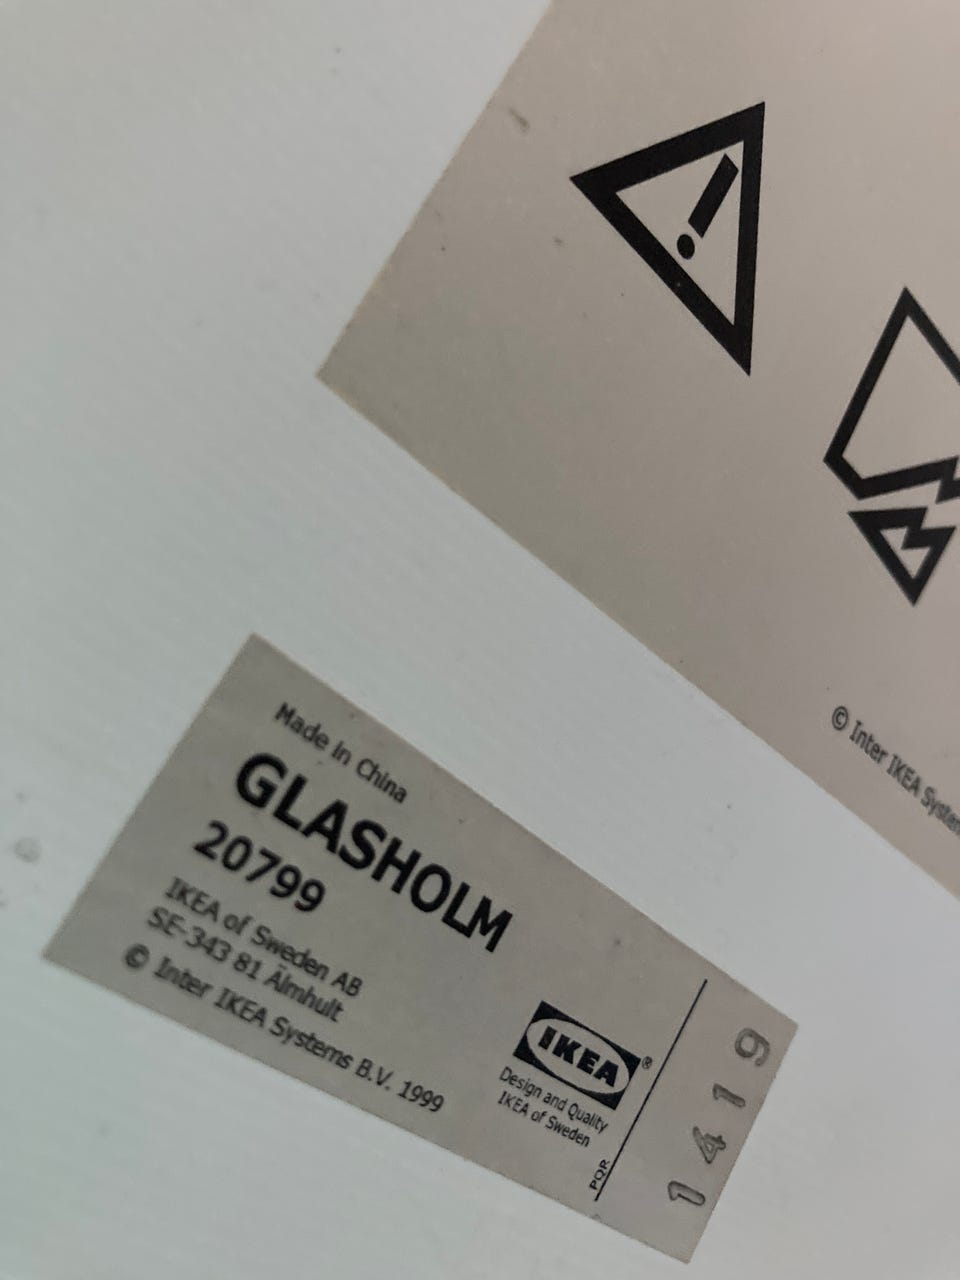 © Inter IKEA System
Made in China
GLASHOLM
20799
IKEA of Sweden AB
SE-343 81 Älmhult
© Inter IKEA Systems B.V. 1999
IKEA®
Design and Quality
IKEA of Sweden
PQR
1419